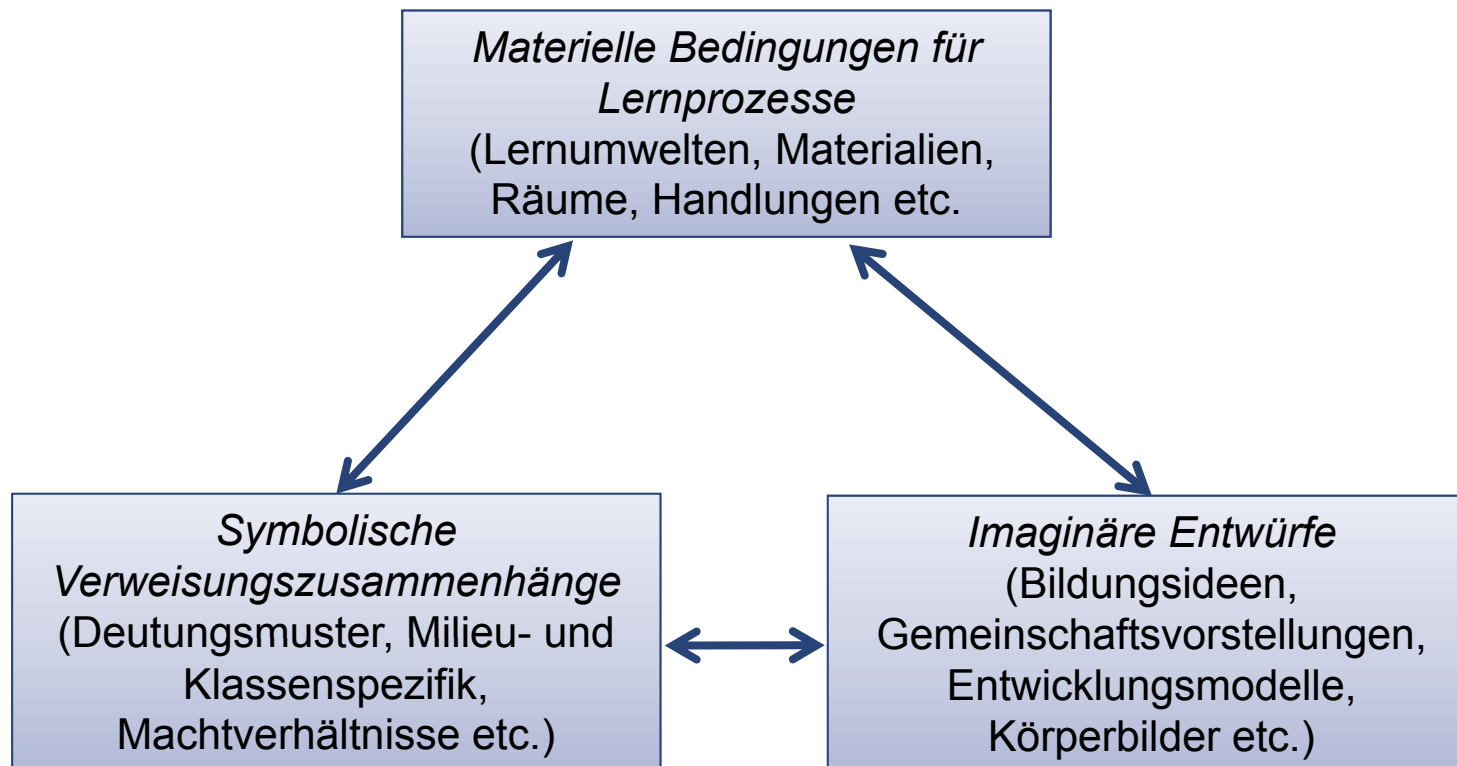 Materielle Bedingungen für
Lernprozesse
(Lernumwelten, Materialien,
Räume, Handlungen etc.
Symbolische
Verweisungszusammenhänge
(Deutungsmuster, Milieu- und
Klassenspezifik,
Machtverhältnisse etc.)
Imaginäre Entwürfe
(Bildungsideen,
Gemeinschaftsvorstellungen,
Entwicklungsmodelle,
Körperbilder etc.)